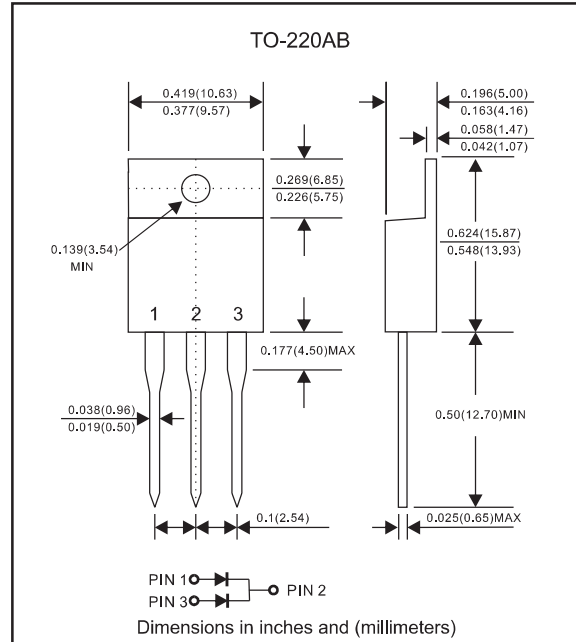 TO-220AB
0.419(10.63)
0.377(9.57)
0.196(5.00)
0.163(4.16)
0.058(1.47)
0.042(1.07)
0.269(6.85)
0.226(5.75)
0.624(15.87)
0.548(13.93)
0.139(3.54)
MIN
1 2 3
0.177(4.50)MAX
0.038(0.96)
0.019(0.50)
0.50(12.70)MIN
0.1(2.54)
0.025(0.65)MAX
PIN 1
PIN 2
PIN 3
Dimensions in inches and (millimeters)